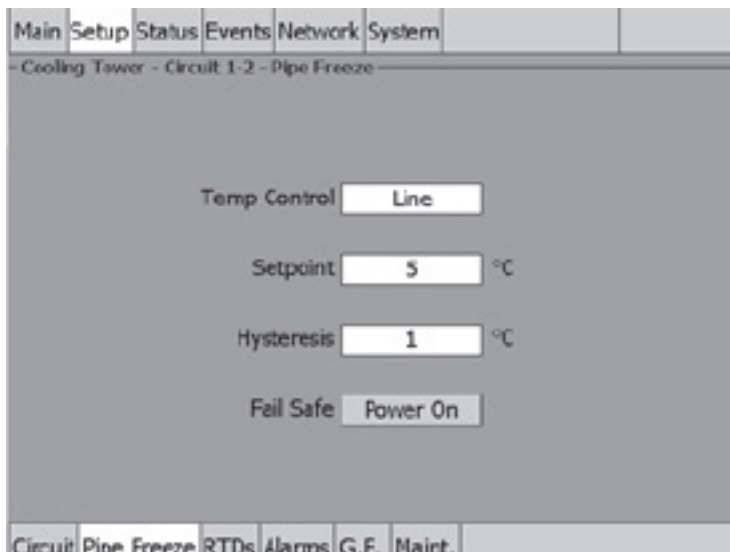 Main Setup Status Events Network System
Cooling Tower - Circuit 1-2 - Pipe Freeze
Temp Control Line
Setpoint 5 °C
Hysteresis 1 °C
Fail Safe Power On
Circuit Pipe Freeze RTDs Alarms G.F. Maint.